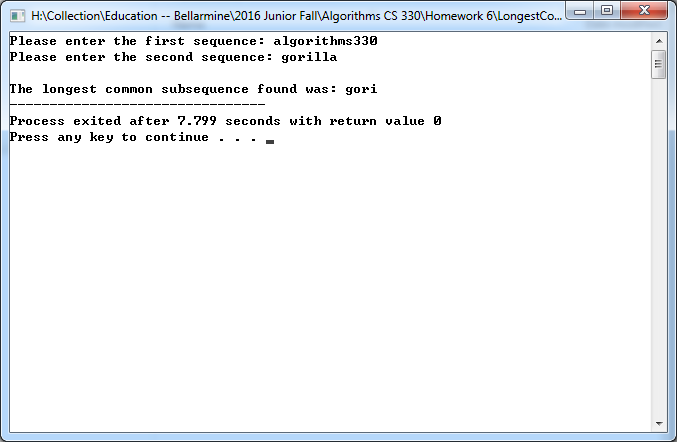 H:\Collection\Education -- Bellarmine\2016 Junior Fall\Algorithms CS 330\Homework 6\LongestCo...
Please enter the first sequence: algorithms330
Please enter the second sequence: gorilla
The longest common subsequence found was: gori
--------------------------------
Process exited after 7.799 seconds with return value 0
Press any key to continue . . .